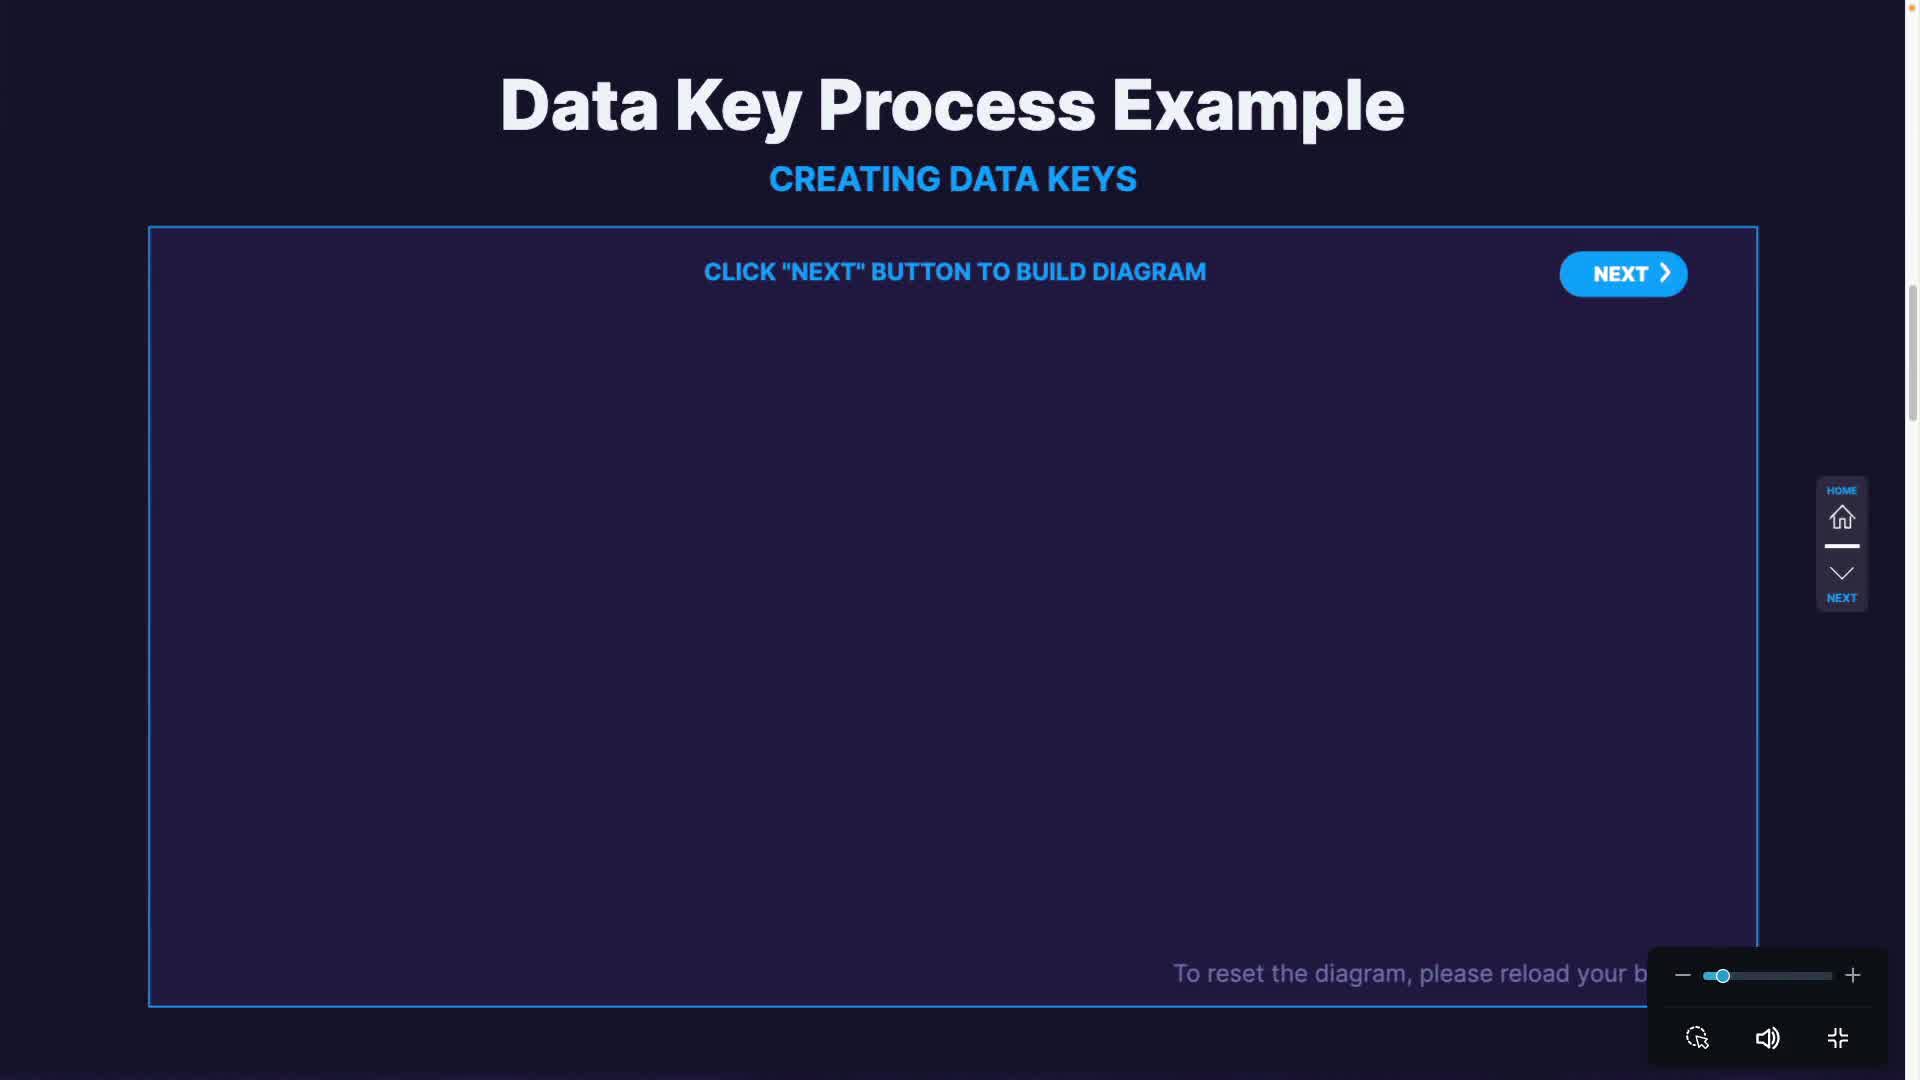 Data Key Process Example
CREATING DATA KEYS
CLICK "NEXT" BUTTON TO BUILD DIAGRAM
NEXT
HOME
NEXT
To reset the diagram, please reload your